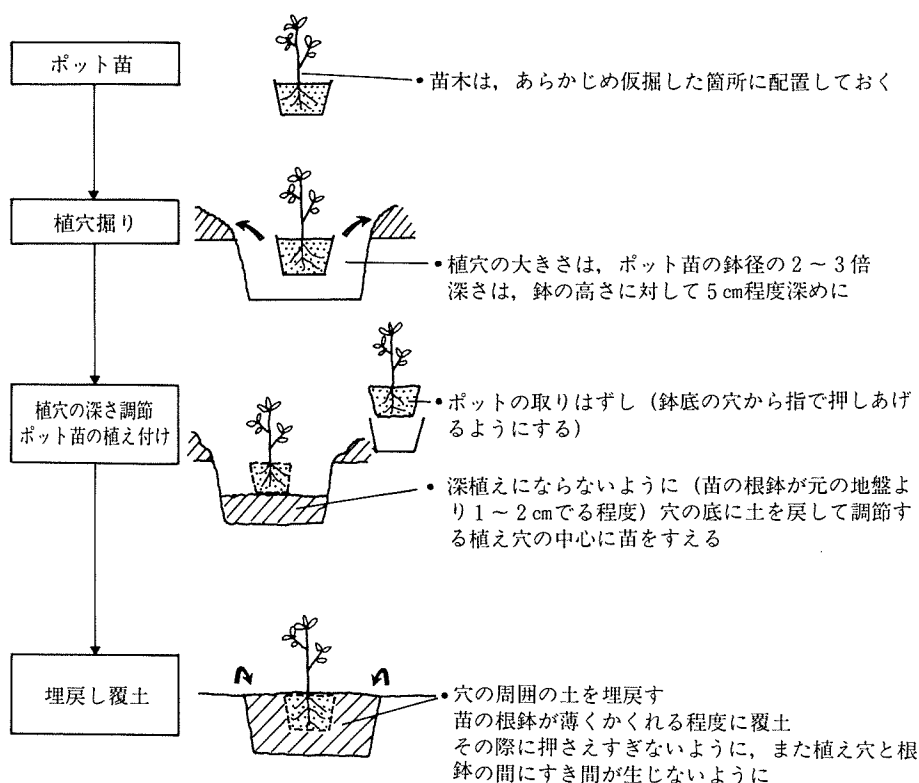 ポット苗
・苗木は，あらかじめ仮掘した箇所に配置しておく
植穴掘り
・植穴の大きさは，ポット苗の鉢径の2～3倍
深さは，鉢の高さに対して5cm程度深めに
植穴の深さ調節
ポット苗の植え付け
・ポットの取りはずし（鉢底の穴から指で押しあげ
るようにする）
・深植えにならないように（苗の根鉢が元の地盤よ
り1～2cmでる程度）穴の底に土を戻して調節す
る植え穴の中心に苗をすえる
埋戻し覆土
・穴の周囲の土を埋戻す
苗の根鉢が薄くかくれる程度に覆土
その際に押さえすぎないように，また植え穴と根
鉢の間にすき間が生じないように